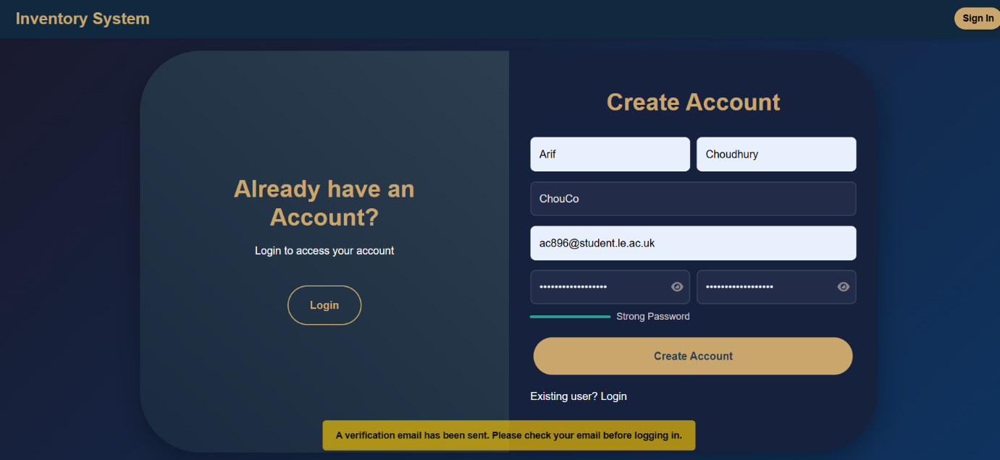 Inventory System
Sign In
Already have an
Account?
Login to access your account
Login
Create Account
Arif
Choudhury
ChouCo
ac896@student.le.ac.uk
••••••••••••••••••
••••••••••••••••••
Strong Password
Create Account
Existing user? Login
A verification email has been sent. Please check your email before logging in.